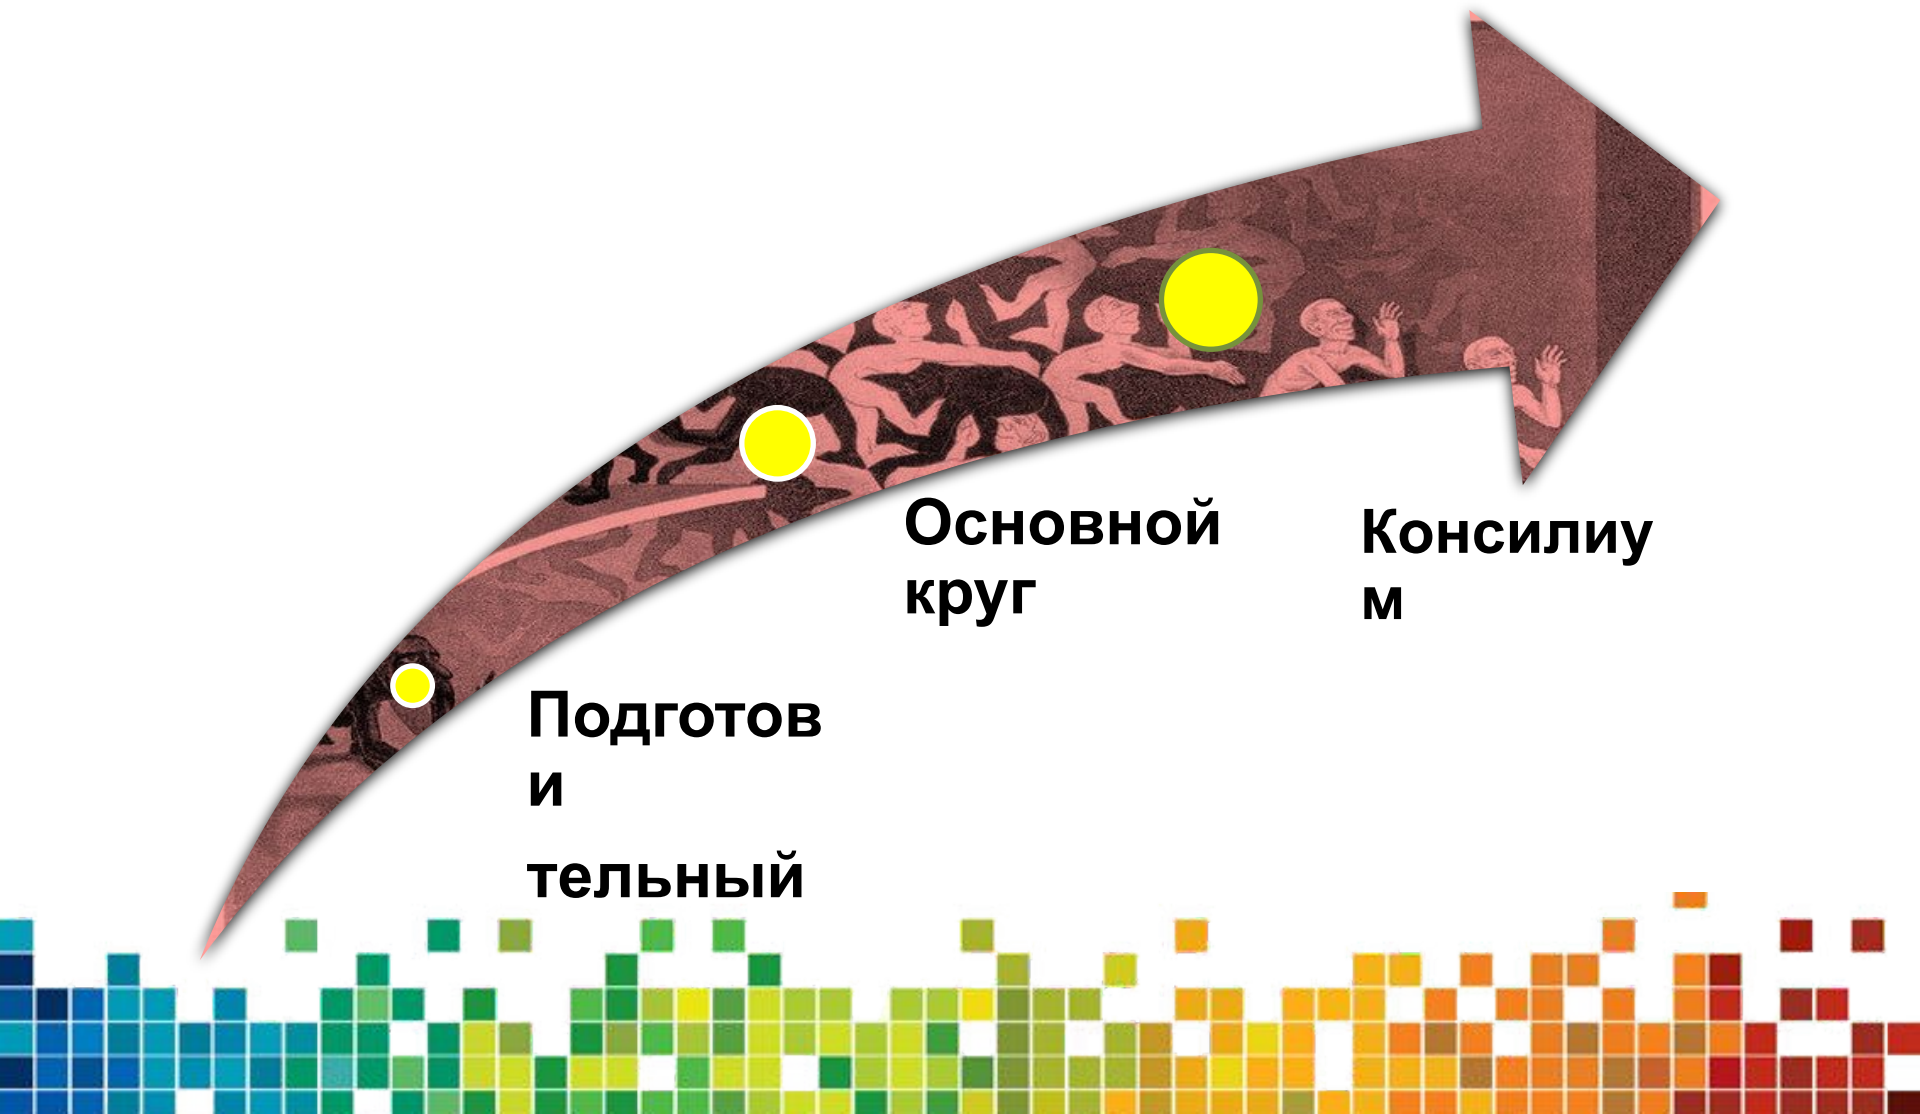 Основной
круг
Консилиу
м
Подготов
и
тельный